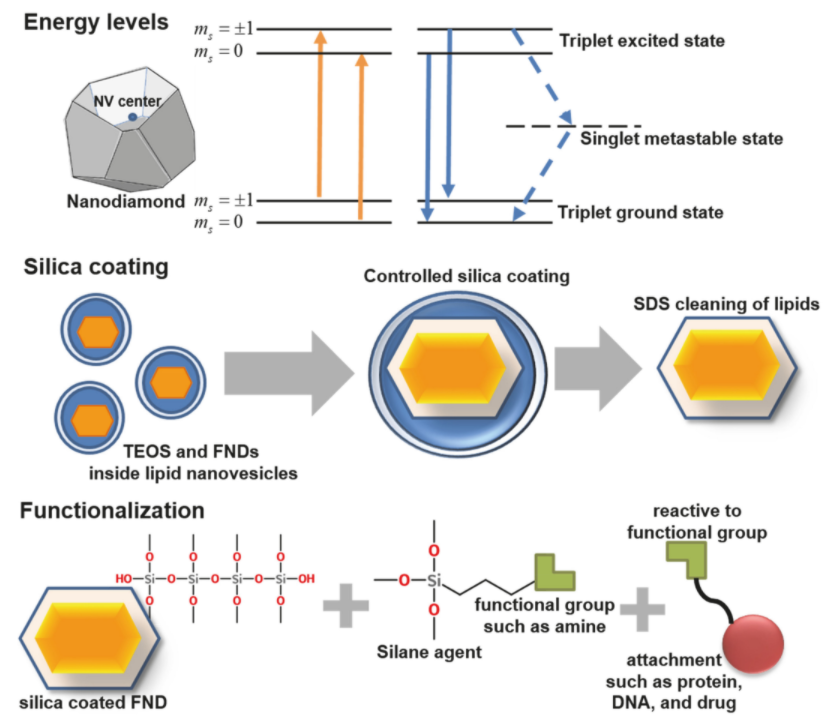 Energy levels
m_s = ±1
m_s = 0
Triplet excited state
NV center
Singlet metastable state
Nanodiamond
m_s = ±1
m_s = 0
Triplet ground state
Silica coating
Controlled silica coating
SDS cleaning of lipids
TEOS and FNDs
inside lipid nanovesicles
Functionalization
reactive to
functional group
O O O O
HO Si O Si O Si O Si OH
O O O O
O
O Si
O
functional group
such as amine
Silane agent
attachment
such as protein,
DNA, and drug
silica coated FND